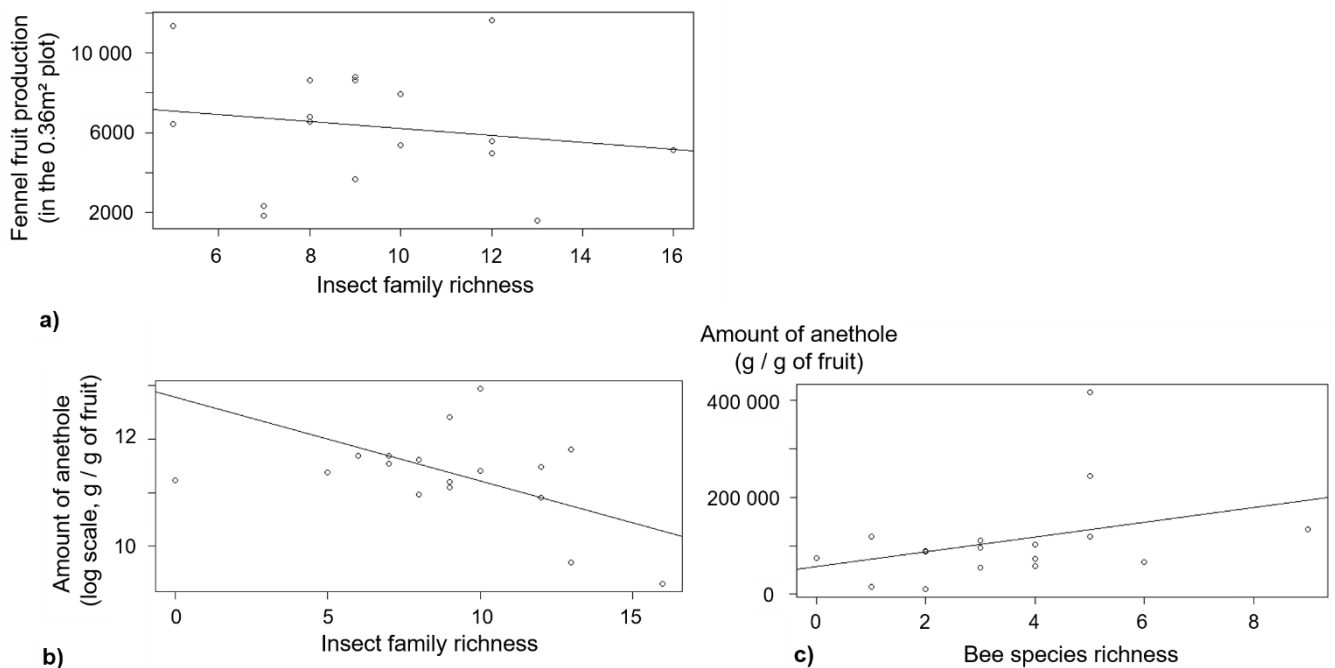 Fennel fruit production
(in the 0.36m² plot)
10 000
6000
2000
6 8 10 12 14 16
Insect family richness
a)
Amount of anethole
(log scale, g / g of fruit)
12
10
0 5 10 15
Insect family richness
b)
Amount of anethole
(g / g of fruit)
400 000
200 000
0
0 2 4 6 8
Bee species richness
c)